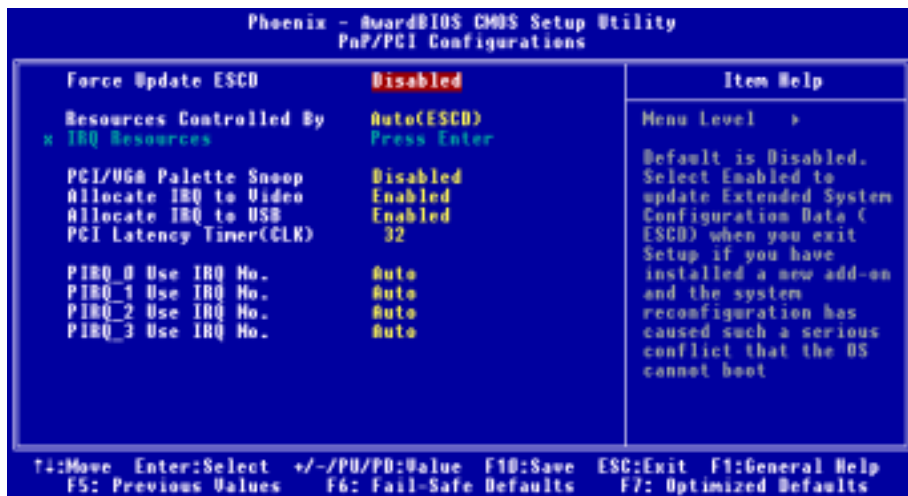 Phoenix - AwardBIOS CMOS Setup Utility
PnP/PCI Configurations
Force Update ESCD Disabled
Resources Controlled By Auto(ESCD)
x IRQ Resources Press Enter
PCI/VGA Palette Snoop Disabled
Allocate IRQ to Video Enabled
Allocate IRQ to USB Enabled
PCI Latency Timer(CLK) 32
PIRQ_0 Use IRQ No. Auto
PIRQ_1 Use IRQ No. Auto
PIRQ_2 Use IRQ No. Auto
PIRQ_3 Use IRQ No. Auto
Item Help
Menu Level ▸
Default is Disabled.
Select Enabled to
update Extended System
Configuration Data (
ESCD) when you exit
Setup if you have
installed a new add-on
and the system
reconfiguration has
caused such a serious
conflict that the OS
cannot boot
↑↓:Move Enter:Select +/-/PU/PD:Value F10:Save ESC:Exit F1:General Help
F5: Previous Values F6: Fail-Safe Defaults F7: Optimized Defaults